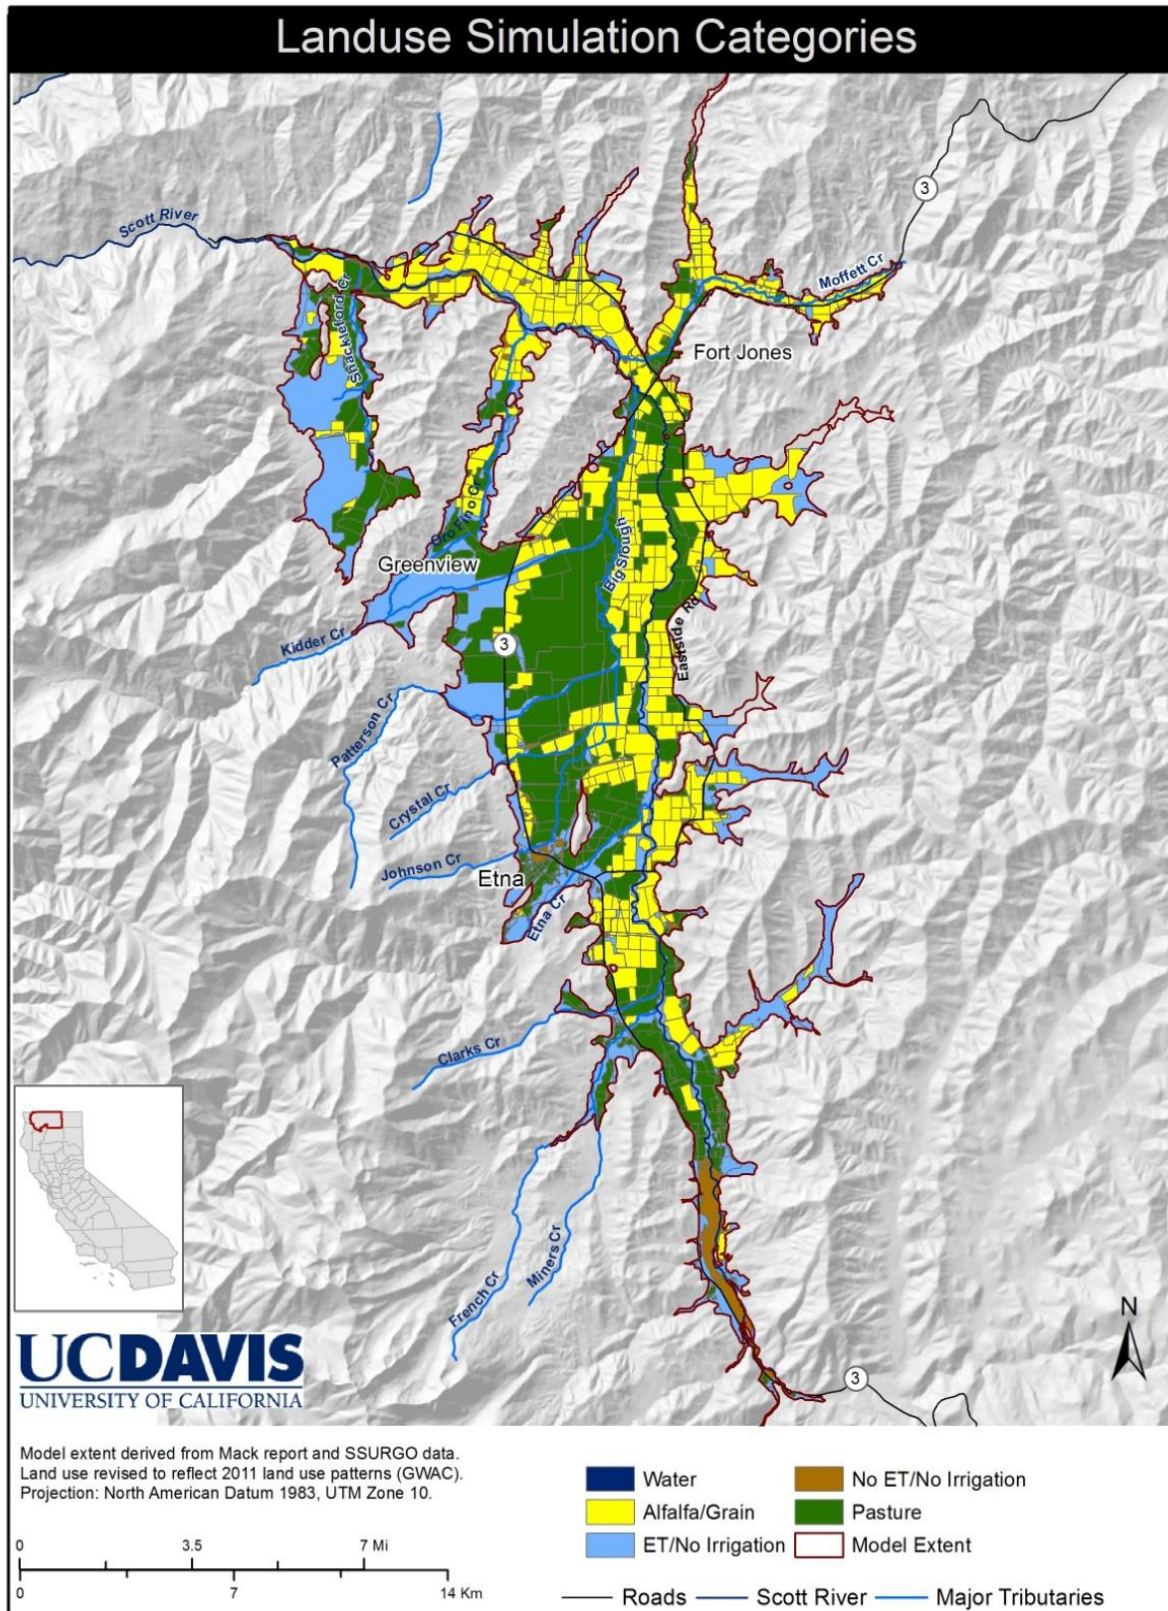 Landuse Simulation Categories
Scott River
3
Moffett Cr
Shackleford Cr
Fort Jones
Oro Fino Cr
Big Slough
Greenview
Eastside Rd
Kidder Cr
3
Patterson Cr
Crystal Cr
Johnson Cr
Etna
Etna Cr
Clarks Cr
French Cr
Miners Cr
N
3
UCDAVIS
UNIVERSITY OF CALIFORNIA
Model extent derived from Mack report and SSURGO data.
Land use revised to reflect 2011 land use patterns (GWAC).
Projection: North American Datum 1983, UTM Zone 10.
0 3.5 7 Mi
0 7 14 Km
Water
No ET/No Irrigation
Alfalfa/Grain
Pasture
ET/No Irrigation
Model Extent
Roads
Scott River
Major Tributaries